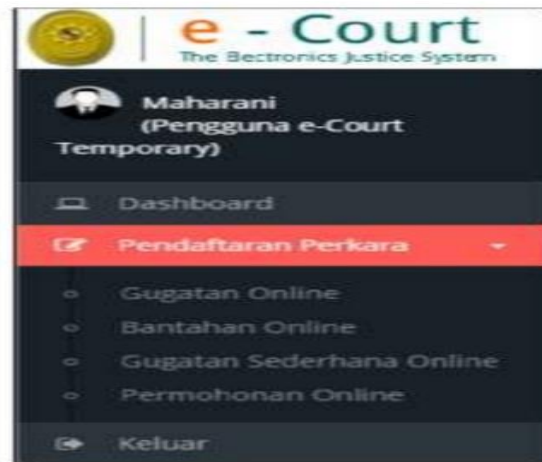 e - Court
The Electronics Justice System
Maharani
(Pengguna e-Court
Temporary)
Dashboard
Pendaftaran Perkara
Gugatan Online
Bantahan Online
Gugatan Sederhana Online
Permohonan Online
Keluar